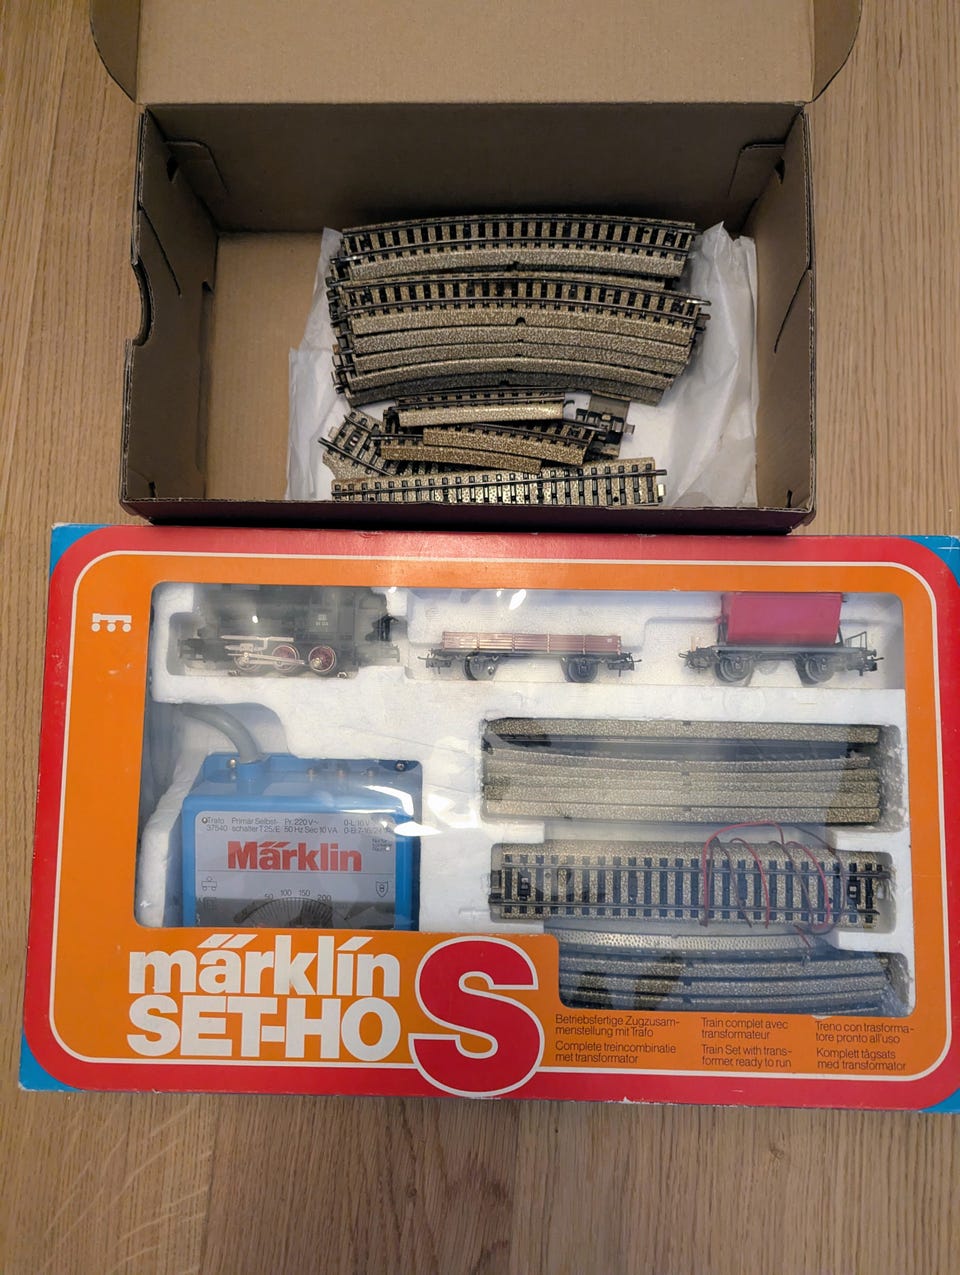 Trafo
37540
Primär Selbst-
schalter T 25/E
Pr. 220 V~
50 Hz Sec 10 VA
0-L: 16 V
Märklin
50 100 150 200
märklin
SET-HO S
Betriebsfertige Zugzusam-
menstellung mit Trafo
Complete treincombinatie
met transformator
Train complet avec
transformateur
Train Set with trans-
former, ready to run
Treno con trasforma-
tore pronto all'uso
Komplett tågsats
med transformator